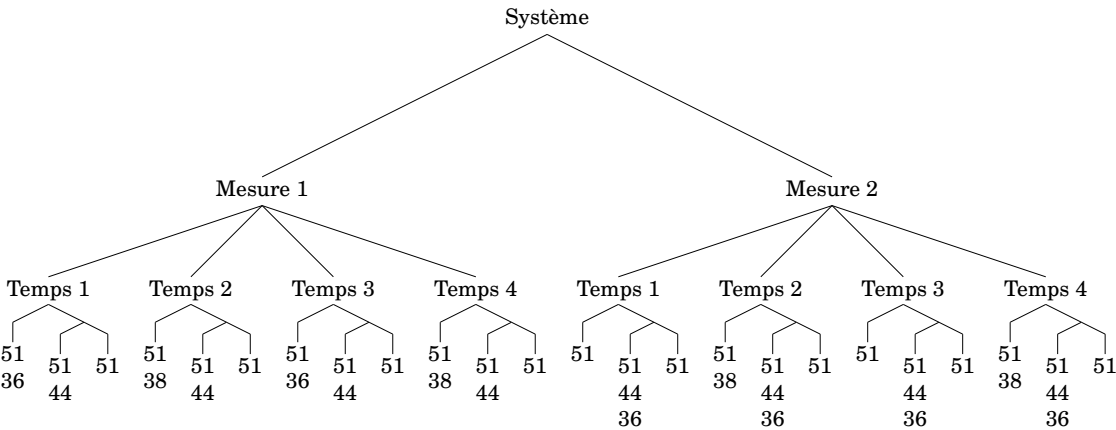 Système
Mesure 1 Mesure 2
Temps 1 Temps 2 Temps 3 Temps 4 Temps 1 Temps 2 Temps 3 Temps 4
51 51 51 51 51 51 51 51
51 51 51 51 51 51 51 51 51 51 51 51 51 51 51 51
36 38 36 38 38 38
44 44 44 44 44 44 44 44
36 36 36 36